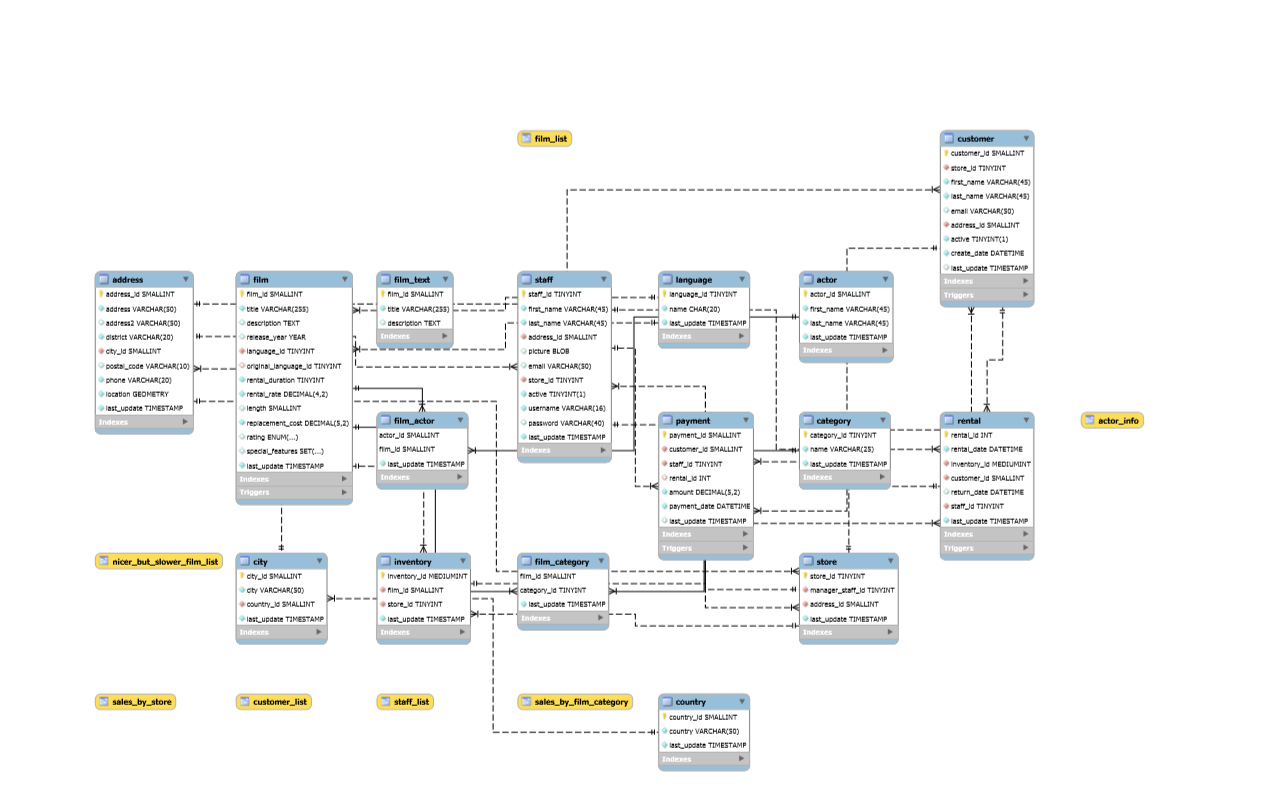 film_list
customer
customer_id SMALLINT
store_id TINYINT
first_name VARCHAR(45)
last_name VARCHAR(45)
email VARCHAR(50)
address_id SMALLINT
active TINYINT(1)
create_date DATETIME
last_update TIMESTAMP
Indexes
Triggers
address
address_id SMALLINT
address VARCHAR(50)
address2 VARCHAR(50)
district VARCHAR(20)
city_id SMALLINT
postal_code VARCHAR(10)
phone VARCHAR(20)
location GEOMETRY
last_update TIMESTAMP
Indexes
film
film_id SMALLINT
title VARCHAR(255)
description TEXT
release_year YEAR
language_id TINYINT
original_language_id TINYINT
rental_duration TINYINT
rental_rate DECIMAL(4,2)
length SMALLINT
replacement_cost DECIMAL(5,2)
rating ENUM(...)
special_features SET(...)
last_update TIMESTAMP
Indexes
Triggers
film_text
film_id SMALLINT
title VARCHAR(255)
description TEXT
Indexes
staff
staff_id TINYINT
first_name VARCHAR(45)
last_name VARCHAR(45)
address_id SMALLINT
picture BLOB
email VARCHAR(50)
store_id TINYINT
active TINYINT(1)
username VARCHAR(16)
password VARCHAR(40)
last_update TIMESTAMP
Indexes
language
language_id TINYINT
name CHAR(20)
last_update TIMESTAMP
Indexes
actor
actor_id SMALLINT
first_name VARCHAR(45)
last_name VARCHAR(45)
last_update TIMESTAMP
Indexes
film_actor
actor_id SMALLINT
film_id SMALLINT
last_update TIMESTAMP
Indexes
payment
payment_id SMALLINT
customer_id SMALLINT
staff_id TINYINT
rental_id INT
amount DECIMAL(5,2)
payment_date DATETIME
last_update TIMESTAMP
Indexes
Triggers
category
category_id TINYINT
name VARCHAR(25)
last_update TIMESTAMP
Indexes
rental
rental_id INT
rental_date DATETIME
inventory_id MEDIUMINT
customer_id SMALLINT
return_date DATETIME
staff_id TINYINT
last_update TIMESTAMP
Indexes
Triggers
actor_info
nicer_but_slower_film_list
city
city_id SMALLINT
city VARCHAR(50)
country_id SMALLINT
last_update TIMESTAMP
Indexes
inventory
inventory_id MEDIUMINT
film_id SMALLINT
store_id TINYINT
last_update TIMESTAMP
Indexes
film_category
film_id SMALLINT
category_id TINYINT
last_update TIMESTAMP
Indexes
store
store_id TINYINT
manager_staff_id TINYINT
address_id SMALLINT
last_update TIMESTAMP
Indexes
sales_by_store
customer_list
staff_list
sales_by_film_category
country
country_id SMALLINT
country VARCHAR(50)
last_update TIMESTAMP
Indexes